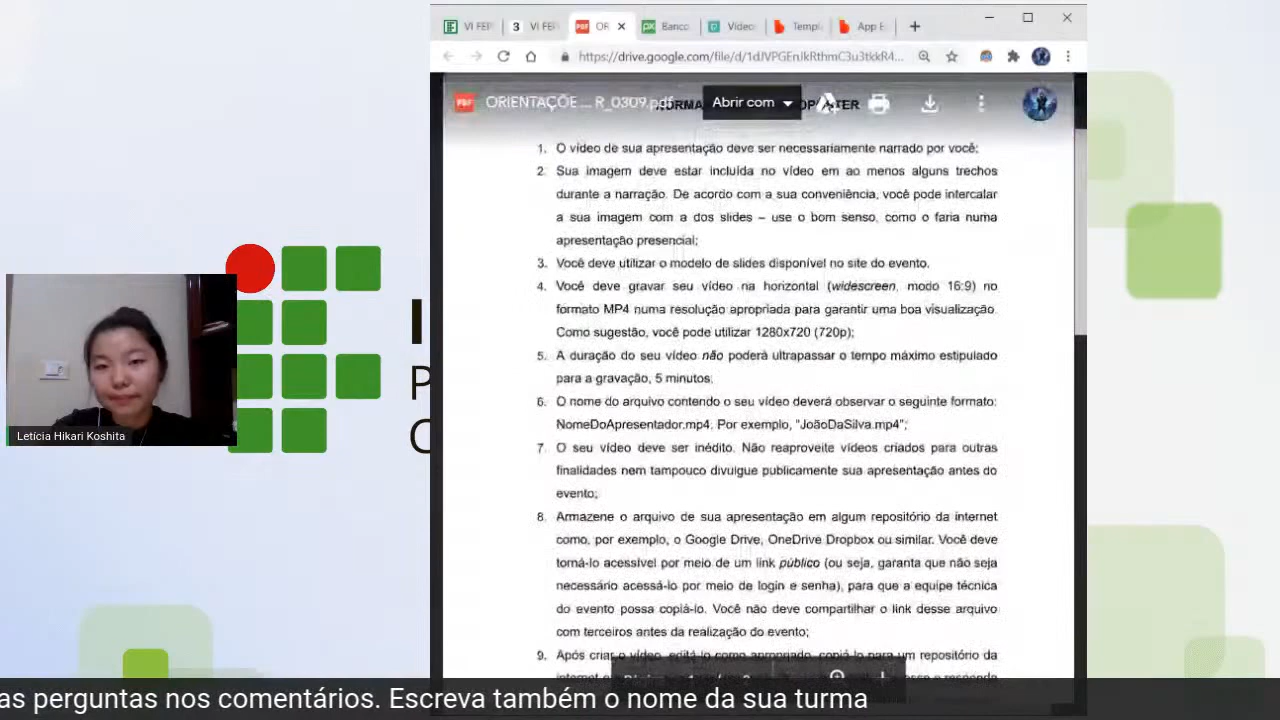 VI FEP
3 VI FEP
OR
Banco
Vídeo
Templ
App E
https://drive.google.com/file/d/1dJVPGEnJkRthmC3u3tkkR4...
PDF ORIENTAÇÕE ... R_0309.pdf
Abrir com
1. O vídeo de sua apresentação deve ser necessariamente narrado por você;
2. Sua imagem deve estar incluída no vídeo em ao menos alguns trechos
durante a narração. De acordo com a sua conveniência, você pode intercalar
a sua imagem com a dos slides – use o bom senso, como o faria numa
apresentação presencial;
3. Você deve utilizar o modelo de slides disponível no site do evento.
4. Você deve gravar seu vídeo na horizontal (widescreen, modo 16:9) no
formato MP4 numa resolução apropriada para garantir uma boa visualização.
Como sugestão, você pode utilizar 1280x720 (720p);
5. A duração do seu vídeo não poderá ultrapassar o tempo máximo estipulado
para a gravação, 5 minutos;
6. O nome do arquivo contendo o seu vídeo deverá observar o seguinte formato:
NomeDoApresentador.mp4. Por exemplo, "JoãoDaSilva.mp4";
7. O seu vídeo deve ser inédito. Não reaproveite vídeos criados para outras
finalidades nem tampouco divulgue publicamente sua apresentação antes do
evento;
8. Armazene o arquivo de sua apresentação em algum repositório da internet
como, por exemplo, o Google Drive, OneDrive Dropbox ou similar. Você deve
torná-lo acessível por meio de um link público (ou seja, garanta que não seja
necessário acessá-lo por meio de login e senha), para que a equipe técnica
do evento possa copiá-lo. Você não deve compartilhar o link desse arquivo
com terceiros antes da realização do evento;
9. Após criar o vídeo, editá-lo como apropriado, copiá-lo para um repositório da
internet
I
P
C
Letícia Hikari Koshita
as perguntas nos comentários. Escreva também o nome da sua turma